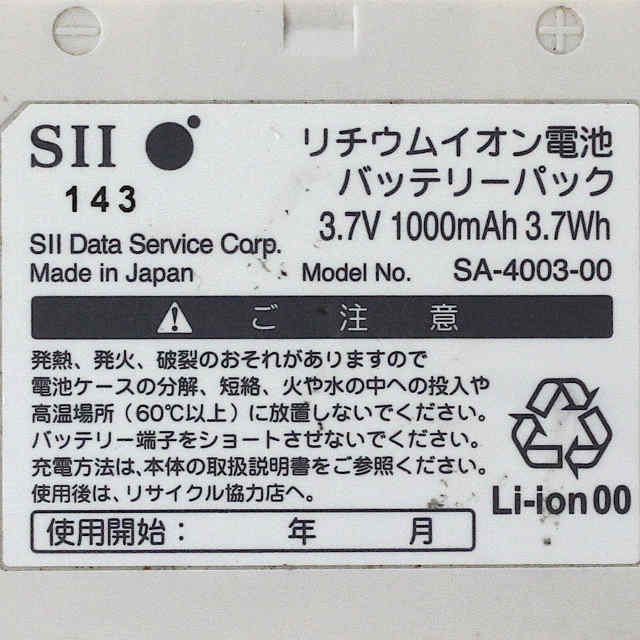 SII
143
リチウムイオン電池
バッテリーパック
3.7V 1000mAh 3.7Wh
SII Data Service Corp.
Made in Japan
Model No. SA-4003-00
ご注意
発熱、発火、破裂のおそれがありますので
電池ケースの分解、短絡、火や水の中への投入や
高温場所（60℃以上）に放置しないでください。
バッテリー端子をショートさせないでください。
充電方法は、本体の取扱説明書をご参照ください。
使用後は、リサイクル協力店へ。
Li-ion 00
使用開始： 年 月